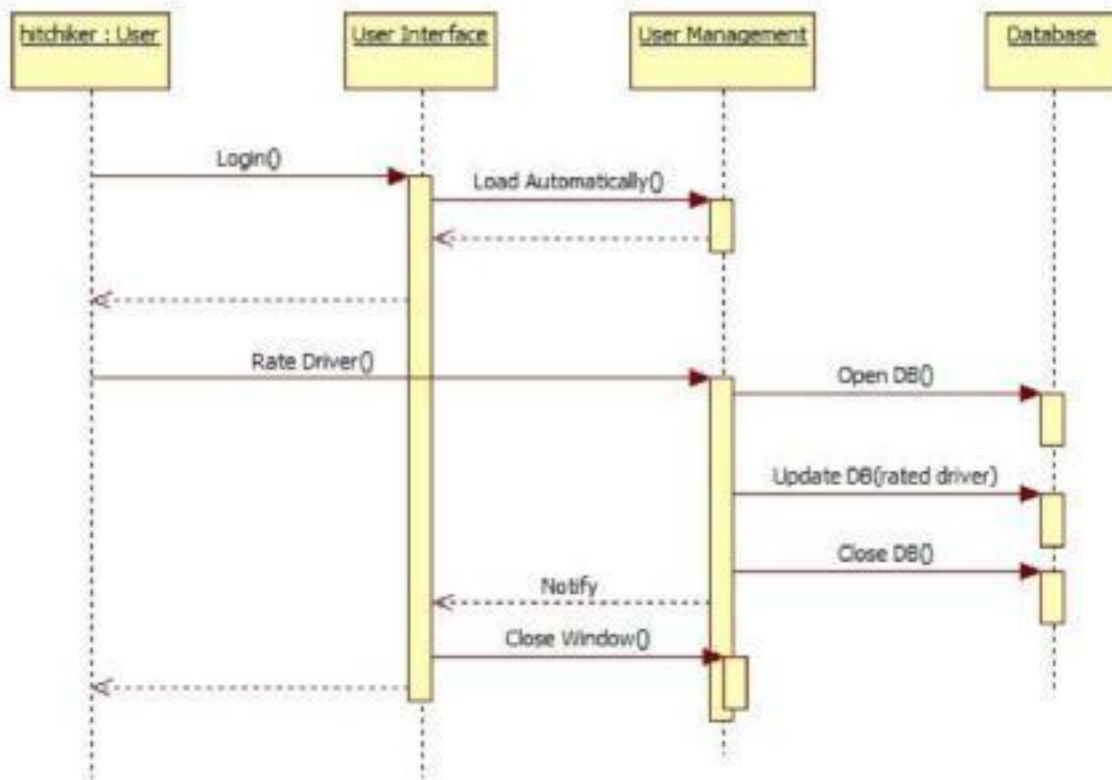 hitchiker : User
User Interface
User Management
Database
Login()
Load Automatically()
Rate Driver()
Open DB()
Update DB(rated driver)
Close DB()
Notify
Close Window()